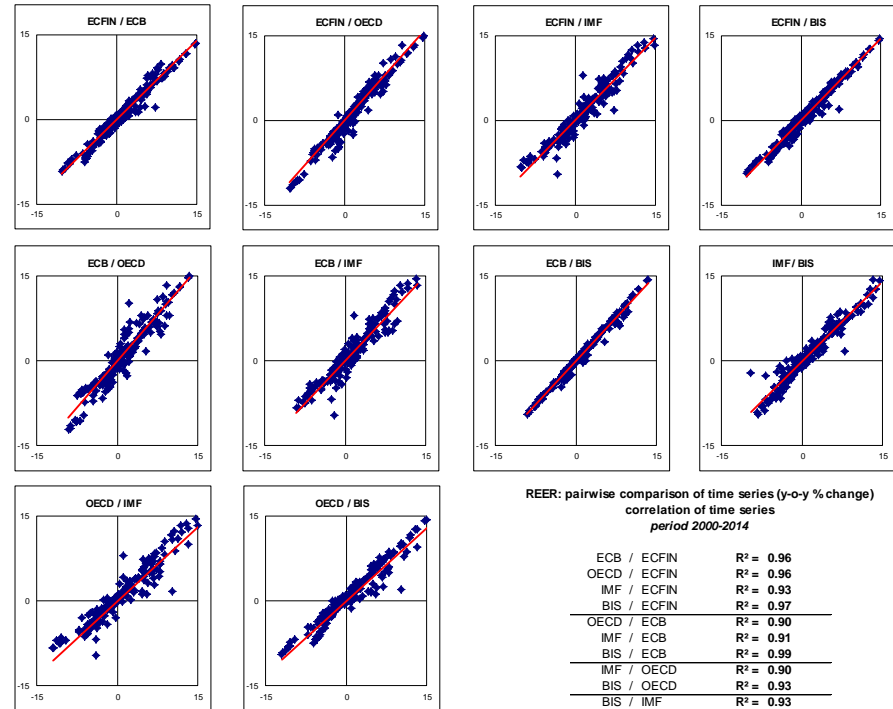 ECFIN / ECB
15
0
-15
-15 0 15
ECFIN / OECD
15
0
-15
-15 0 15
ECFIN / IMF
15
0
-15
-15 0 15
ECFIN / BIS
15
0
-15
-15 0 15
ECB / OECD
15
0
-15
-15 0 15
ECB / IMF
15
0
-15
-15 0 15
ECB / BIS
15
0
-15
-15 0 15
IMF / BIS
15
0
-15
-15 0 15
OECD / IMF
15
0
-15
-15 0 15
OECD / BIS
15
0
-15
-15 0 15
REER: pairwise comparison of time series (y-o-y % change)
correlation of time series
period 2000-2014
ECB / ECFIN R² = 0.96
OECD / ECFIN R² = 0.96
IMF / ECFIN R² = 0.93
BIS / ECFIN R² = 0.97
OECD / ECB R² = 0.90
IMF / ECB R² = 0.91
BIS / ECB R² = 0.99
IMF / OECD R² = 0.90
BIS / OECD R² = 0.93
BIS / IMF R² = 0.93